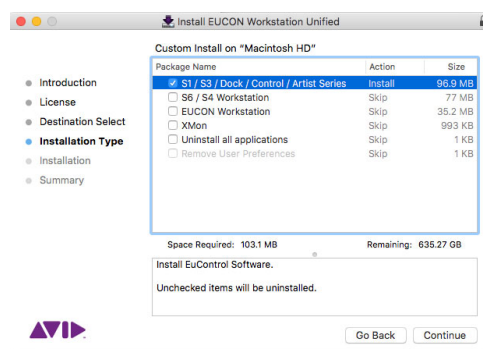 Install EUCON Workstation Unified
Custom Install on "Macintosh HD"
Package Name Action Size
S1 / S3 / Dock / Control / Artist Series Install 96.9 MB
S6 / S4 Workstation Skip 77 MB
EUCON Workstation Skip 35.2 MB
XMon Skip 993 KB
Uninstall all applications Skip 1 KB
Remove User Preferences Skip 1 KB
Introduction
License
Destination Select
Installation Type
Installation
Summary
Space Required: 103.1 MB Remaining: 635.27 GB
Install EuControl Software.
Unchecked items will be uninstalled.
AVID
Go Back Continue